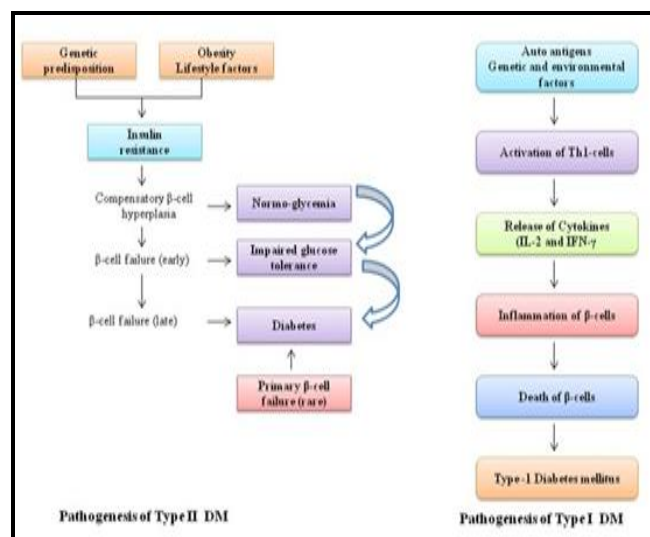 Genetic
predisposition
Obesity
Lifestyle factors
Insulin
resistance
Compensatory β-cell
hyperplasia
Normo-glycemia
β-cell failure (early)
Impaired glucose
tolerance
β-cell failure (late)
Diabetes
Primary β-cell
failure (rare)
Pathogenesis of Type II DM
Auto antigens
Genetic and environmental
factors
Activation of Th1-cells
Release of Cytokines
(IL-2 and IFN-γ
Inflammation of β-cells
Death of β-cells
Type -1 Diabetes mellitus
Pathogenesis of Type I DM